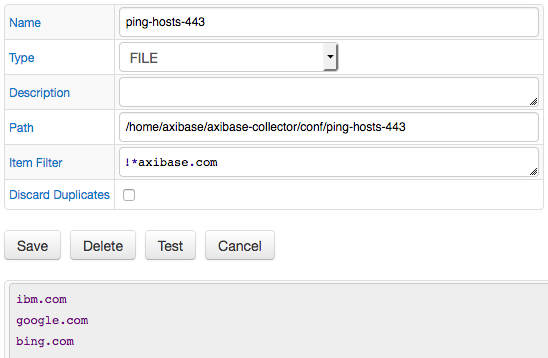 Name ping-hosts-443
Type FILE
Description
Path /home/axibase/axibase-collector/conf/ping-hosts-443
Item Filter !*axibase.com
Discard Duplicates
Save Delete Test Cancel
ibm.com
google.com
bing.com